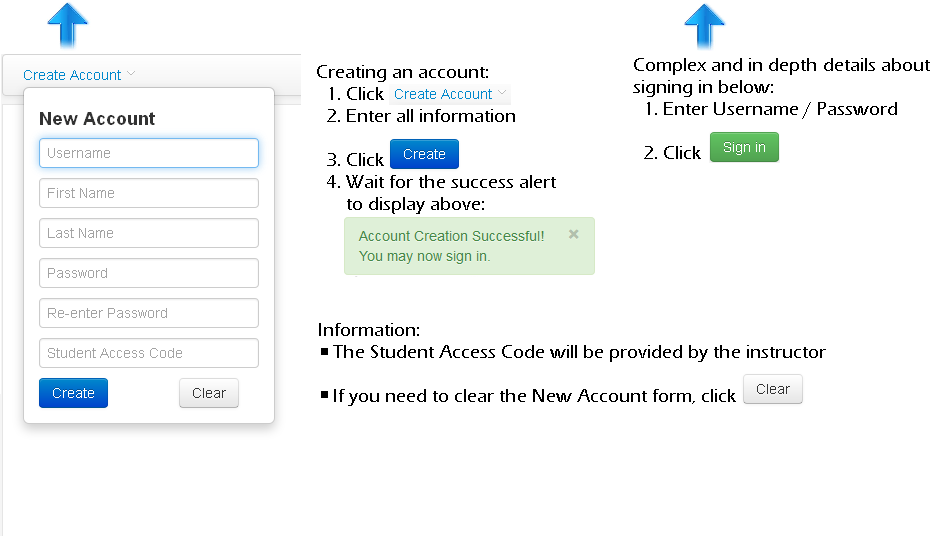 Create Account
New Account
Username
First Name
Last Name
Password
Re-enter Password
Student Access Code
Create
Clear
Creating an account:
1. Click Create Account
2. Enter all information
3. Click Create
4. Wait for the success alert
to display above:
Account Creation Successful! ×
You may now sign in.
Complex and in depth details about
signing in below:
1. Enter Username / Password
2. Click Sign in
Information:
▪ The Student Access Code will be provided by the instructor
▪ If you need to clear the New Account form, click Clear